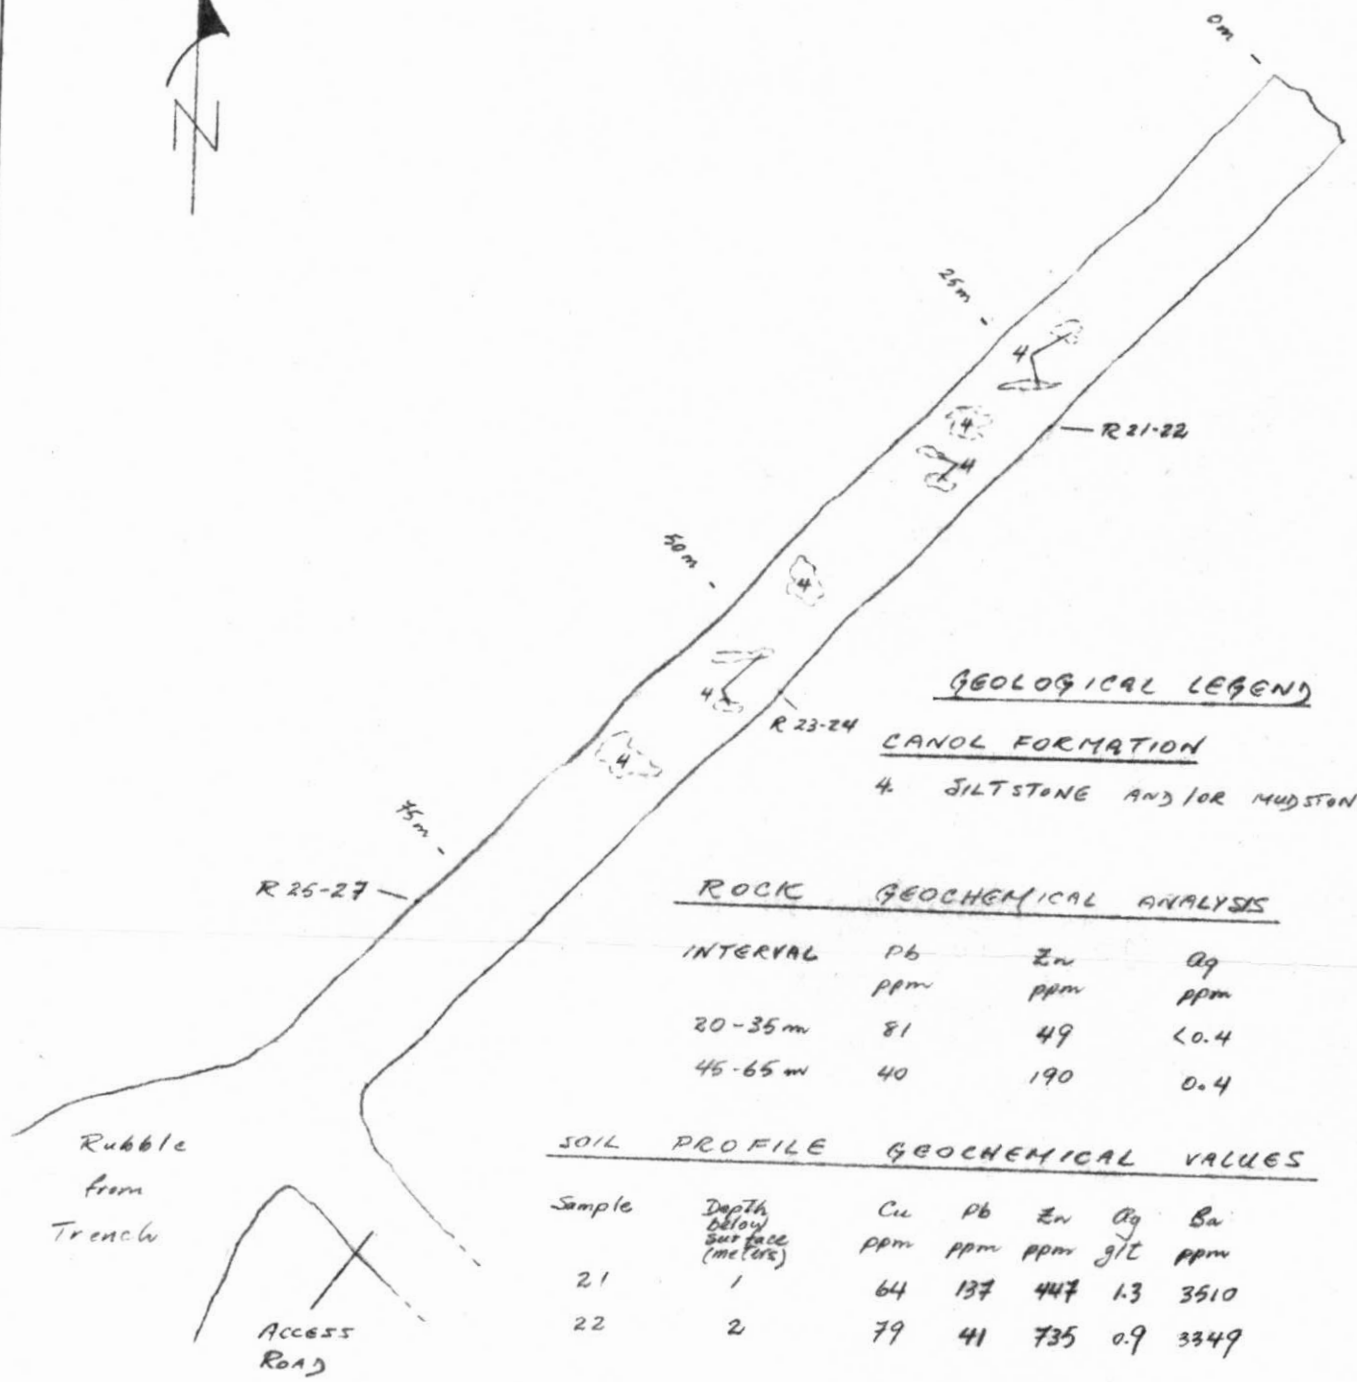 N
0m
25m
4
4
R 21-22
4
50m
4
4
R 23-24
4
75m
R 25-27
GEOLOGICAL LEGEND
CANOL FORMATION
4. SILTSTONE AND/OR MUDSTON
ROCK GEOCHEMICAL ANALYSIS
INTERVAL Pb Zn Ag
ppm ppm ppm
20-35m 81 49 <0.4
45-65m 40 190 0.4
SOIL PROFILE GEOCHEMICAL VALUES
Sample Depth below surface (meters) Cu ppm Pb ppm Zn ppm Ag g/t Ba ppm
21 1 64 137 447 1.3 3510
22 2 79 41 735 0.9 3349
Rubble
from
Trench
ACCESS
ROAD